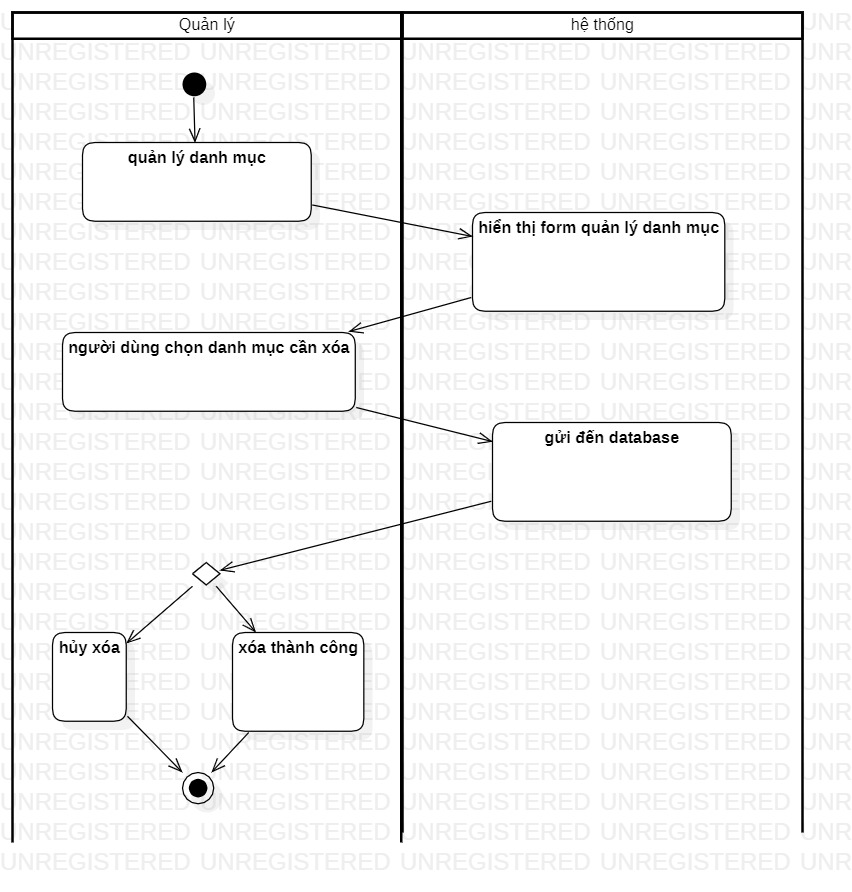 Quản lý
hệ thống
quản lý danh mục
hiển thị form quản lý danh mục
người dùng chọn danh mục cần xóa
gửi đến database
hủy xóa
xóa thành công
UNREGISTERED